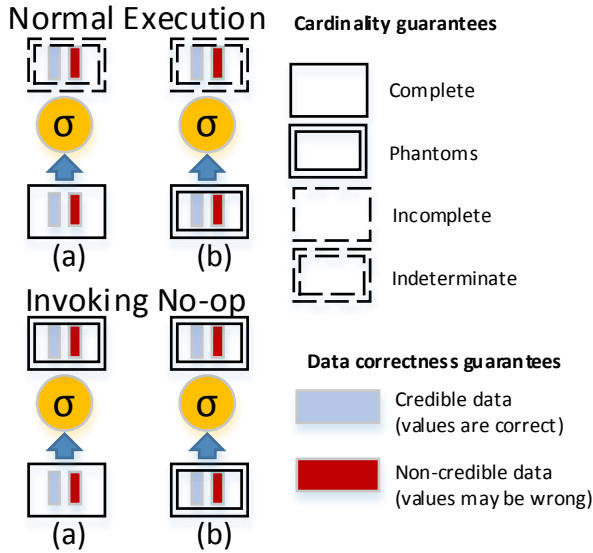 Normal Execution
σ
σ
(a)
(b)
Invoking No-op
σ
σ
(a)
(b)
Cardinality guarantees
Complete
Phantoms
Incomplete
Indeterminate
Data correctness guarantees
Credible data
(values are correct)
Non-credible data
(values may be wrong)